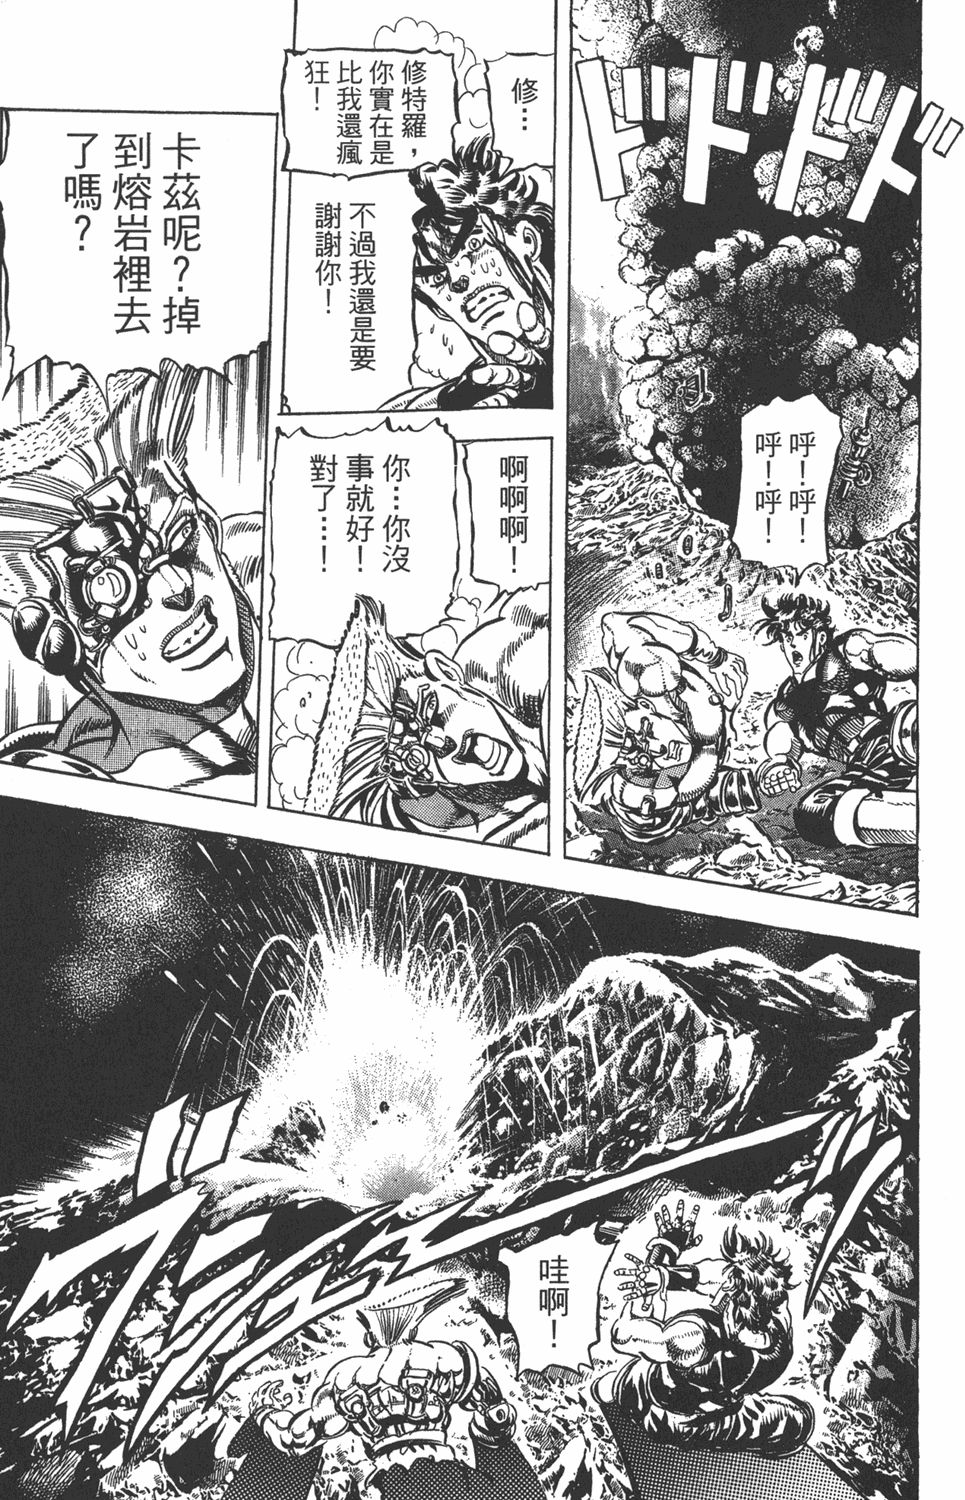 ドドドド
呼！呼！
呼！呼！
修…
修特羅，
你實在是
比我還瘋
狂！
不過我還是要
謝謝你！
啊啊啊！
你…你沒
事就好！
對了…！
卡茲呢？掉
到熔岩裡去
了嗎？
哇啊！